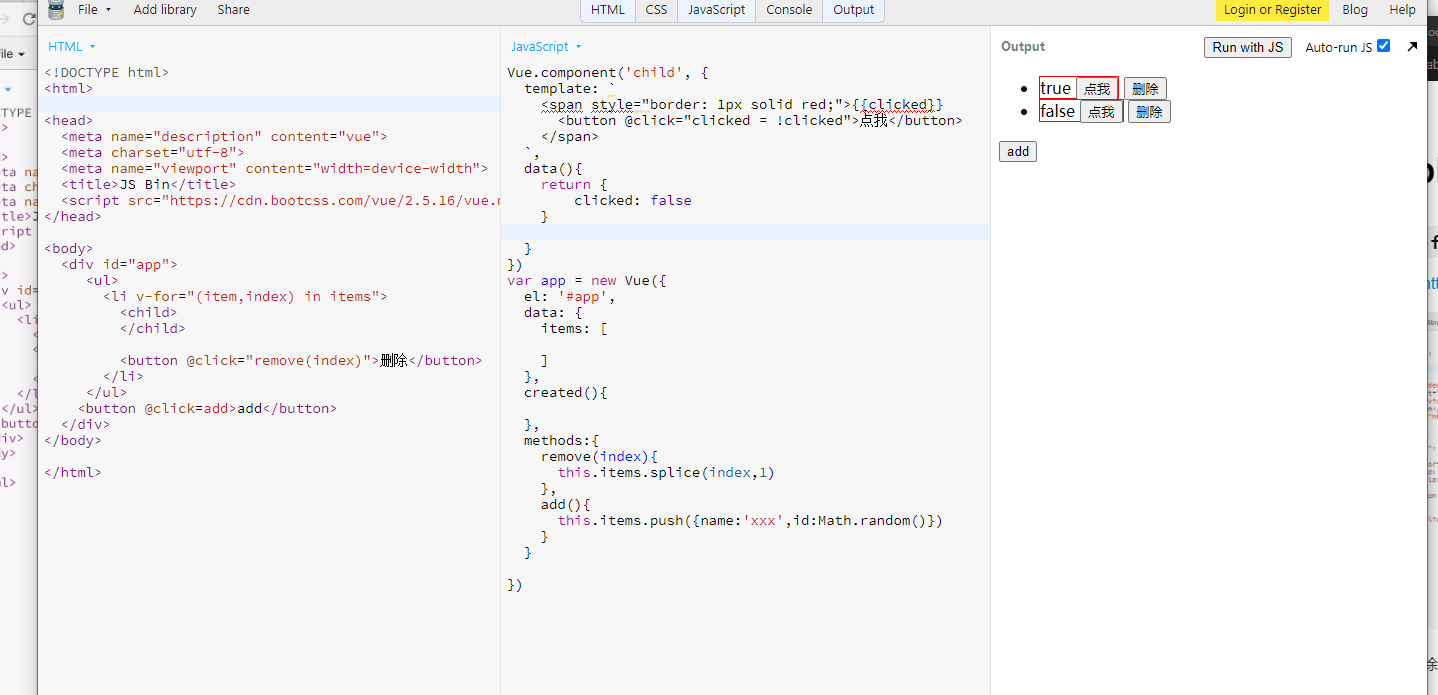 File
Add library
Share
HTML
CSS
JavaScript
Console
Output
Login or Register
Blog
Help
HTML
<!DOCTYPE html>
<html>
<head>
<meta name="description" content="vue">
<meta charset="utf-8">
<meta name="viewport" content="width=device-width">
<title>JS Bin</title>
<script src="https://cdn.bootcss.com/vue/2.5.16/vue.
</head>
<body>
<div id="app">
<ul>
<li v-for="(item,index) in items">
<child>
</child>
<button @click="remove(index)">删除</button>
</li>
</ul>
<button @click=add>add</button>
</div>
</body>
</html>
JavaScript
Vue.component('child', {
template: `
<span style="border: 1px solid red;">{{clicked}}
<button @click="clicked = !clicked">点我</button>
</span>
`,
data(){
return {
clicked: false
}
}
})
var app = new Vue({
el: '#app',
data: {
items: [
]
},
created(){
},
methods:{
remove(index){
this.items.splice(index,1)
},
add(){
this.items.push({name:'xxx',id:Math.random()})
}
}
})
Output
Run with JS
Auto-run JS
true 点我 删除
false 点我 删除
add